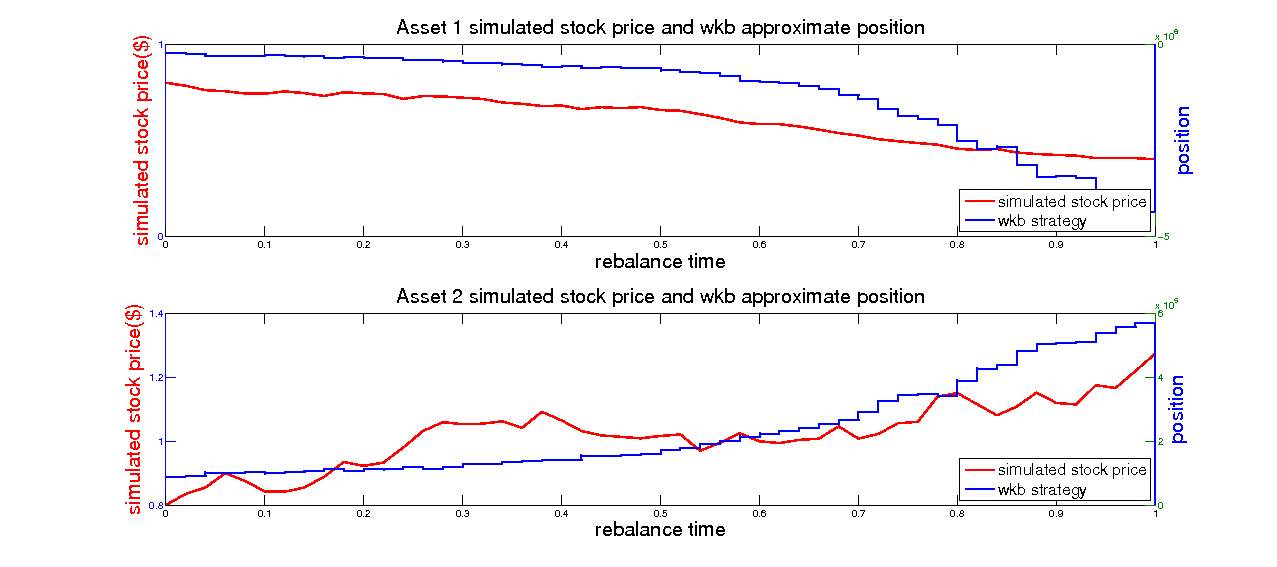 Asset 1 simulated stock price and wkb approximate position
x 10
1
0
simulated stock price($)
position
0
-5
simulated stock price
wkb strategy
0 0.1 0.2 0.3 0.4 0.5 0.6 0.7 0.8 0.9 1
rebalance time
Asset 2 simulated stock price and wkb approximate position
x 10
1.4
6
1.2
4
simulated stock price($)
position
1
2
simulated stock price
wkb strategy
0.8
0
0 0.1 0.2 0.3 0.4 0.5 0.6 0.7 0.8 0.9 1
rebalance time